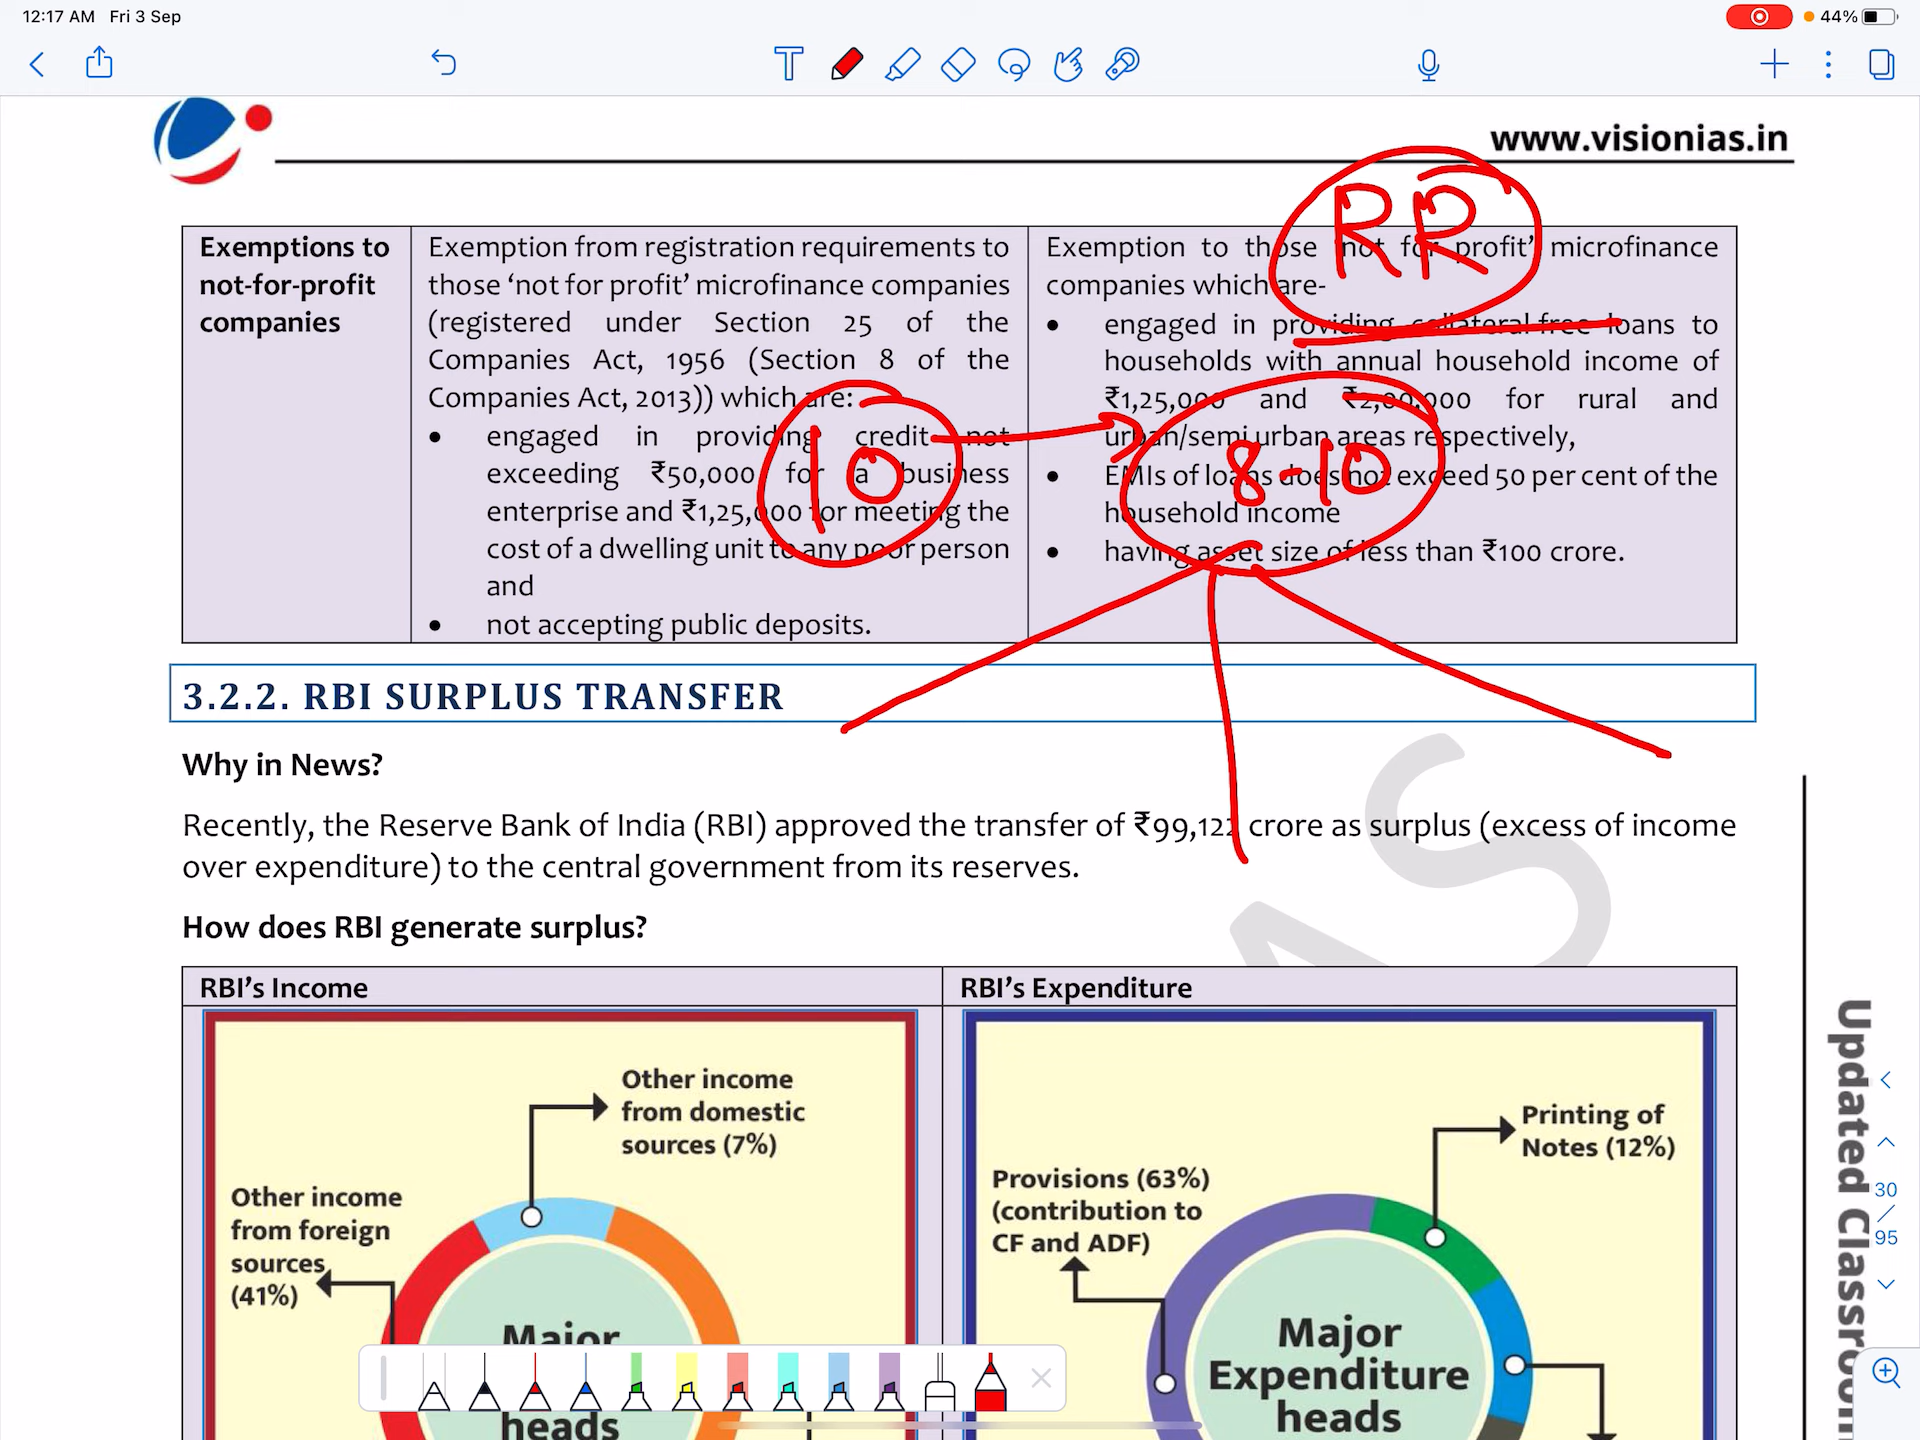 12:17 AM Fri 3 Sep
44%
T
www.visionias.in
RR
Exemptions to
not-for-profit
companies
Exemption from registration requirements to
those ‘not for profit’ microfinance companies
(registered under Section 25 of the
Companies Act, 1956 (Section 8 of the
Companies Act, 2013)) which are:
• engaged in providing credit not
exceeding ₹50,000 for a business
enterprise and ₹1,25,000 for meeting the
cost of a dwelling unit to any poor person
and
• not accepting public deposits.
10
Exemption to those ‘not for profit’ microfinance
companies which are-
• engaged in providing collateral-free loans to
households with annual household income of
₹1,25,000 and ₹2,00,000 for rural and
urban/semi urban areas respectively,
• EMIs of loans does not exceed 50 per cent of the
household income
• having asset size of less than ₹100 crore.
8-10
3.2.2. RBI SURPLUS TRANSFER
Why in News?
Recently, the Reserve Bank of India (RBI) approved the transfer of ₹99,122 crore as surplus (excess of income
over expenditure) to the central government from its reserves.
How does RBI generate surplus?
RBI’s Income
RBI’s Expenditure
Other income
from domestic
sources (7%)
Other income
from foreign
sources
(41%)
Major
heads
Printing of
Notes (12%)
Provisions (63%)
(contribution to
CF and ADF)
Major
Expenditure
heads
AS
Updated Classroom
30
/
95